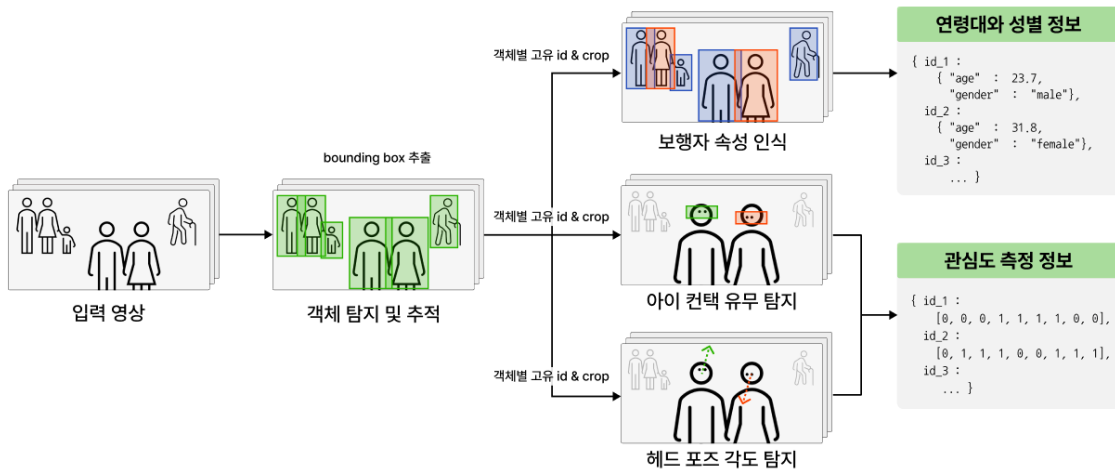 객체별 고유 id & crop
보행자 속성 인식
연령대와 성별 정보
{ id_1 :
{ "age" : 23.7,
"gender" : "male"},
id_2 :
{ "age" : 31.8,
"gender" : "female"},
id_3 :
... }
bounding box 추출
입력 영상
객체 탐지 및 추적
객체별 고유 id & crop
아이 컨택 유무 탐지
객체별 고유 id & crop
헤드 포즈 각도 탐지
관심도 측정 정보
{ id_1 :
[0, 0, 0, 1, 1, 1, 1, 0, 0],
id_2 :
[0, 1, 1, 1, 0, 0, 1, 1, 1],
id_3 :
... }